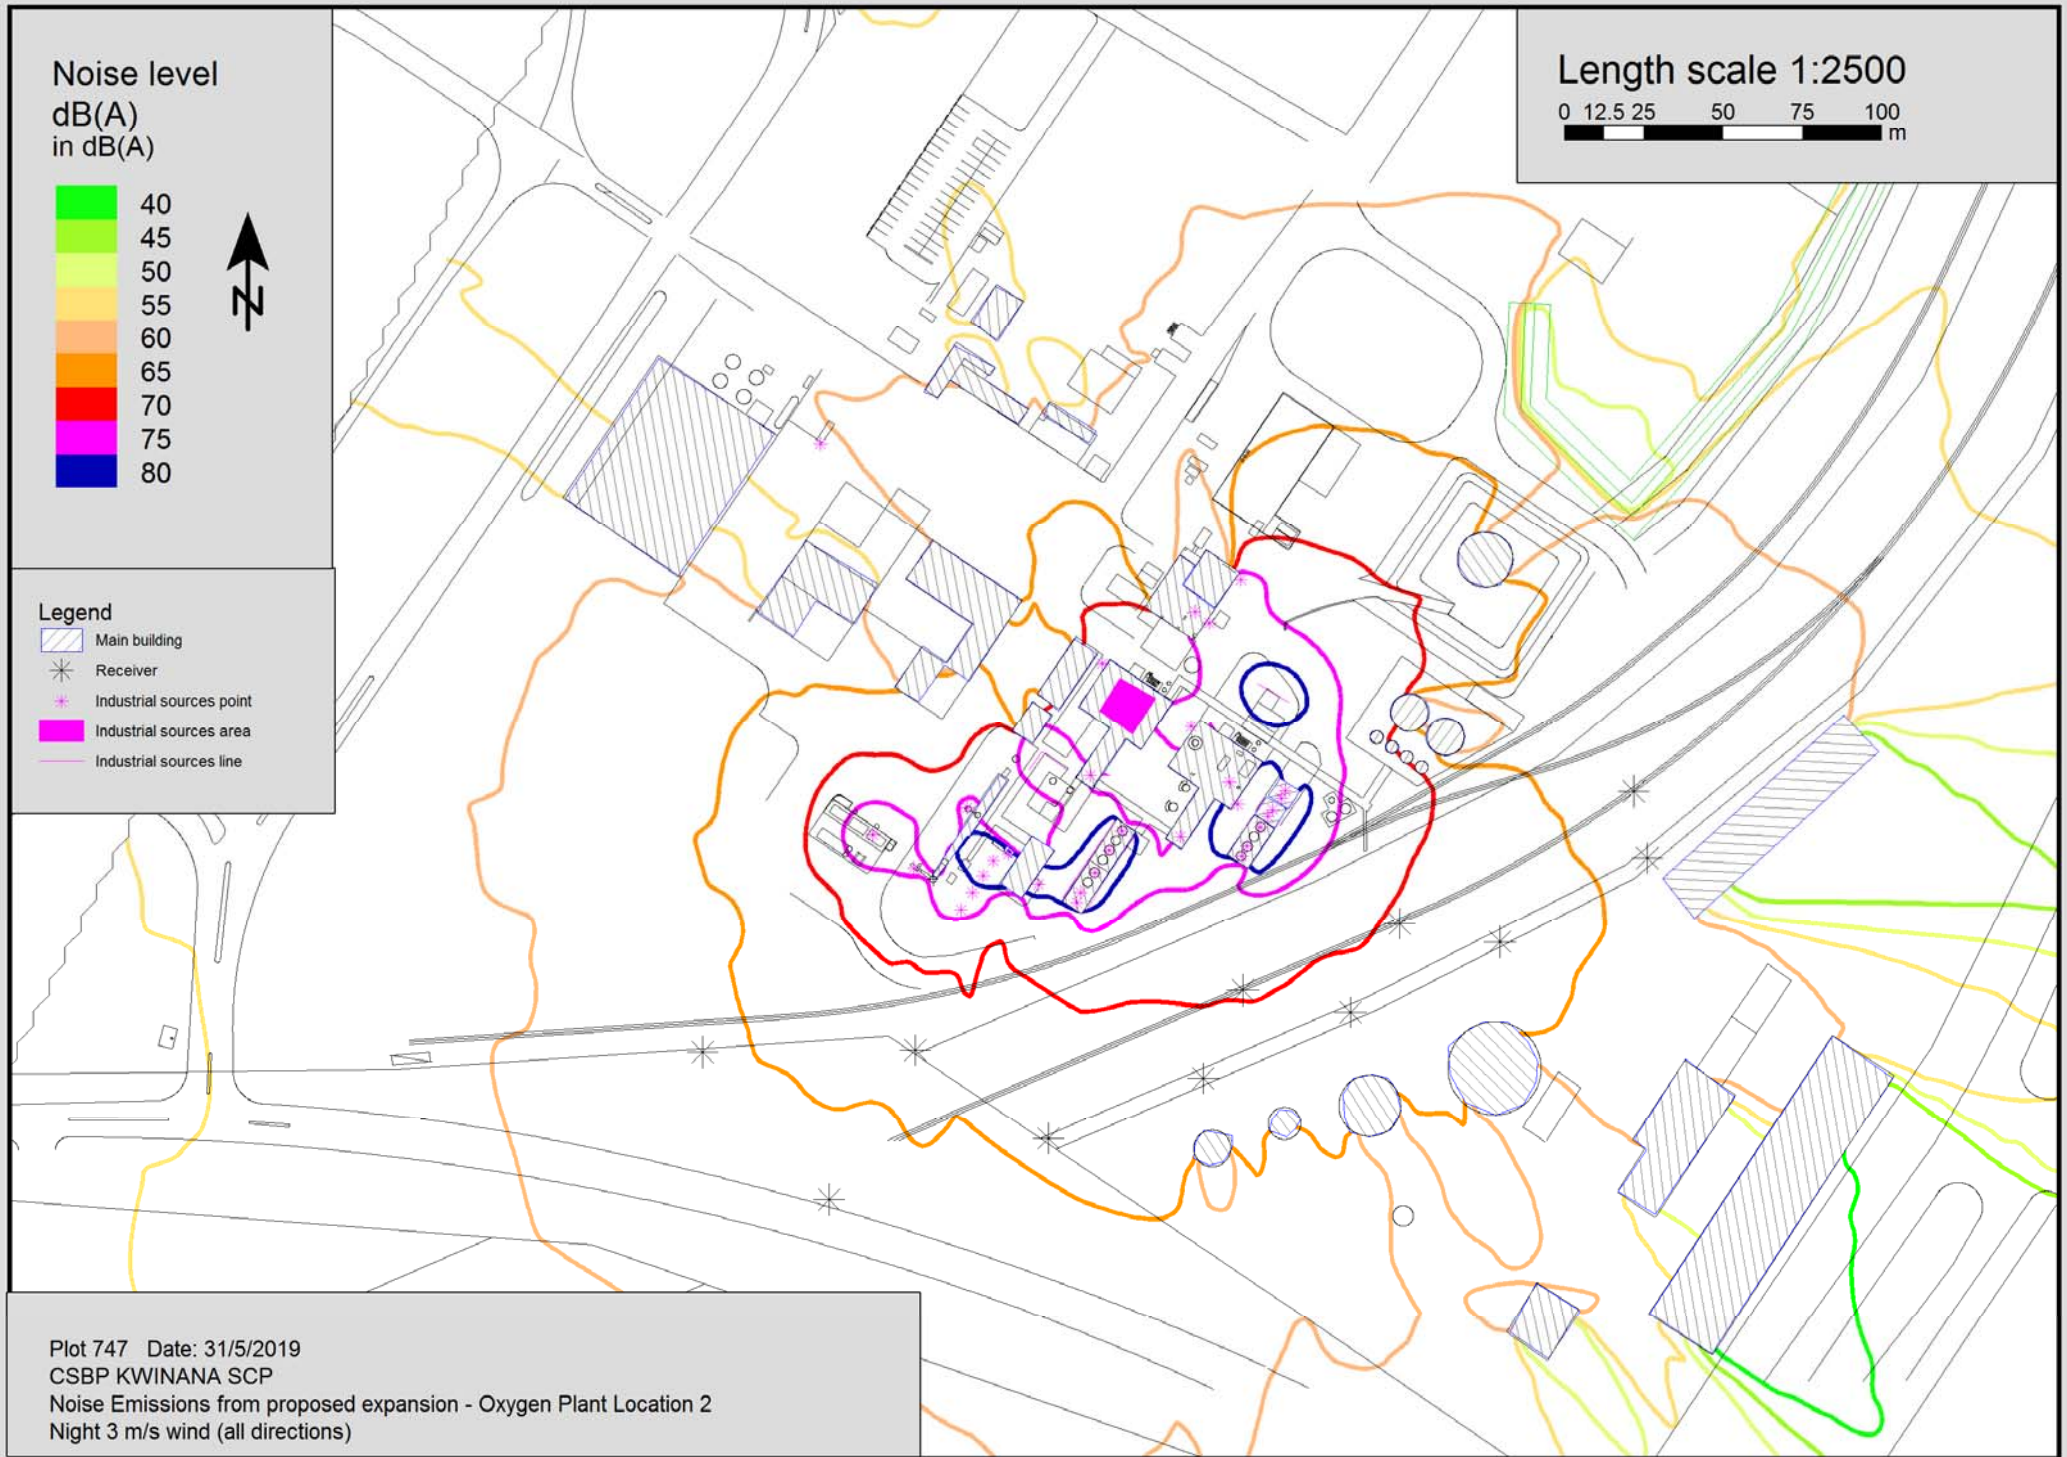 Noise level
dB(A)
in dB(A)
40
45
50
55
60
65
70
75
80
N
Length scale 1:2500
0 12.5 25 50 75 100
m
Legend
Main building
Receiver
Industrial sources point
Industrial sources area
Industrial sources line
Plot 747 Date: 31/5/2019
CSBP KWINANA SCP
Noise Emissions from proposed expansion - Oxygen Plant Location 2
Night 3 m/s wind (all directions)